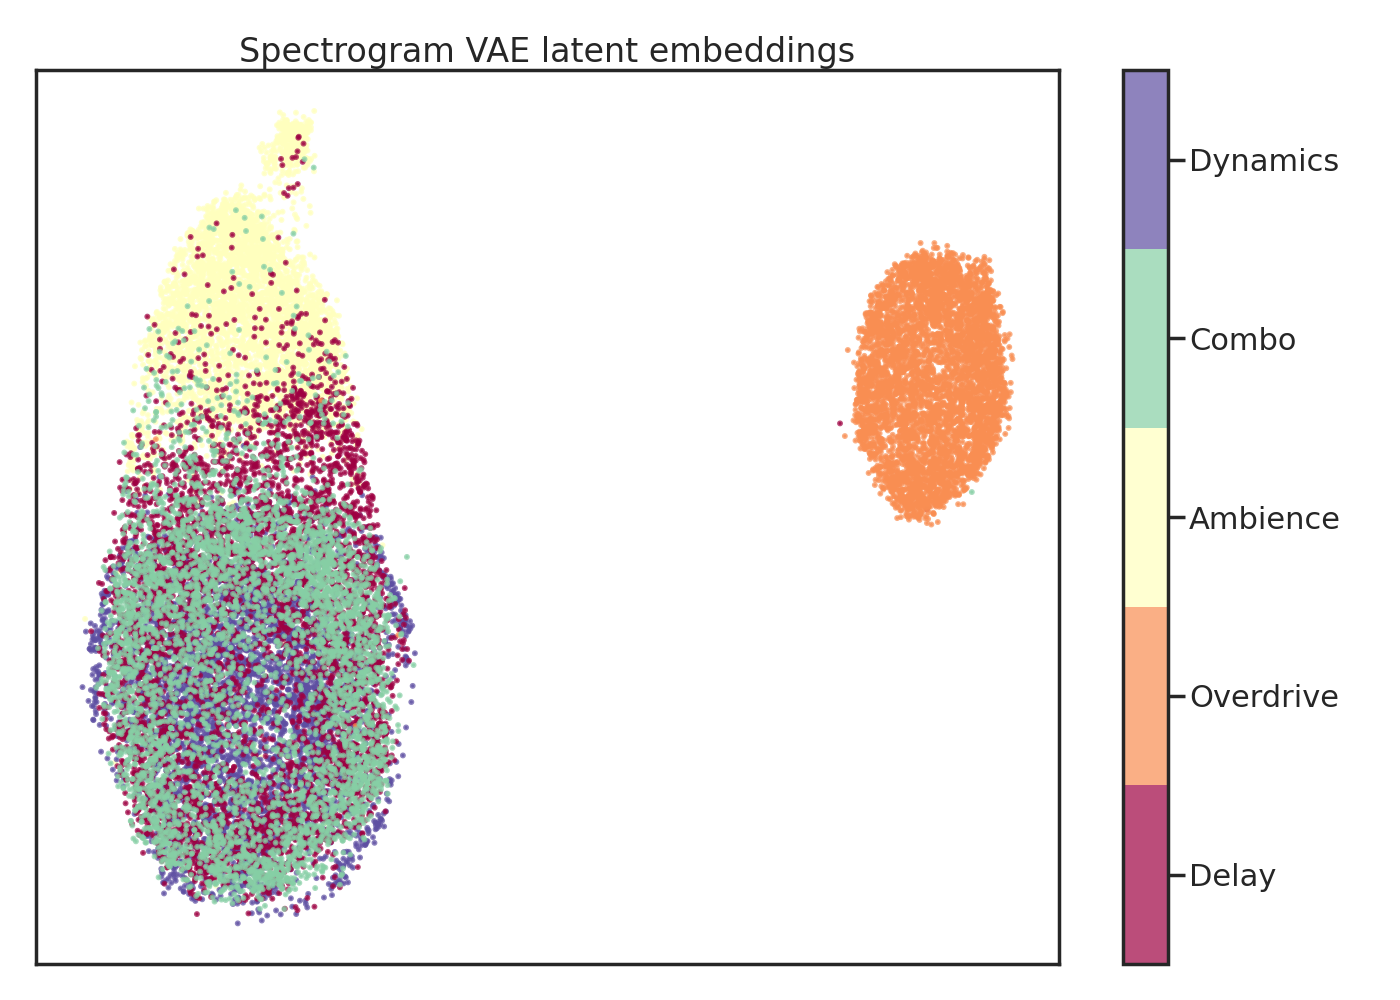 Spectrogram VAE latent embeddings
Dynamics
Combo
Ambience
Overdrive
Delay